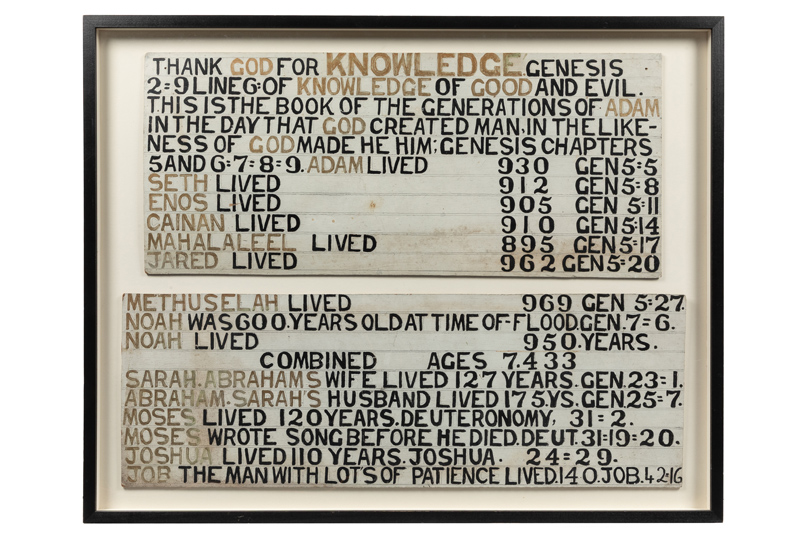 THANK GOD FOR KNOWLEDGE.GENESIS
2=9 LINE6:OF KNOWLEDGE OF GOOD AND EVIL.
THIS IS THE BOOK OF THE GENERATIONS OF ADAM
IN THE DAY THAT GOD CREATED MAN.IN THE LIKE-
NESS OF GOD MADE HE HIM; GENESIS CHAPTERS
5 AND 6=7=8=9. ADAM LIVED 930 GEN 5=5
SETH LIVED 912 GEN 5=8
ENOS LIVED 905 GEN 5=11
CAINAN LIVED 910 GEN 5:14
MAHALALEEL LIVED 895 GEN 5=17
JARED LIVED 962 GEN 5=20
METHUSELAH LIVED 969 GEN 5=27.
NOAH WAS 600.YEARS OLD AT TIME OF-FLOOD.GEN.7=6.
NOAH LIVED 950.YEARS.
COMBINED AGES 7.433
SARAH.ABRAHAM'S WIFE LIVED 127 YEARS.GEN.23=1.
ABRAHAM.SARAH'S HUSBAND LIVED 175.YS.GEN.25=7.
MOSES LIVED 120 YEARS.DEUTERONOMY, 31=2.
MOSES WROTE SONG BEFORE HE DIED.DEUT.31=19=20.
JOSHUA LIVED 110 YEARS.JOSHUA. 24=29.
JOB THE MAN WITH LOT'S OF PATIENCE LIVED.140.JOB.42=16